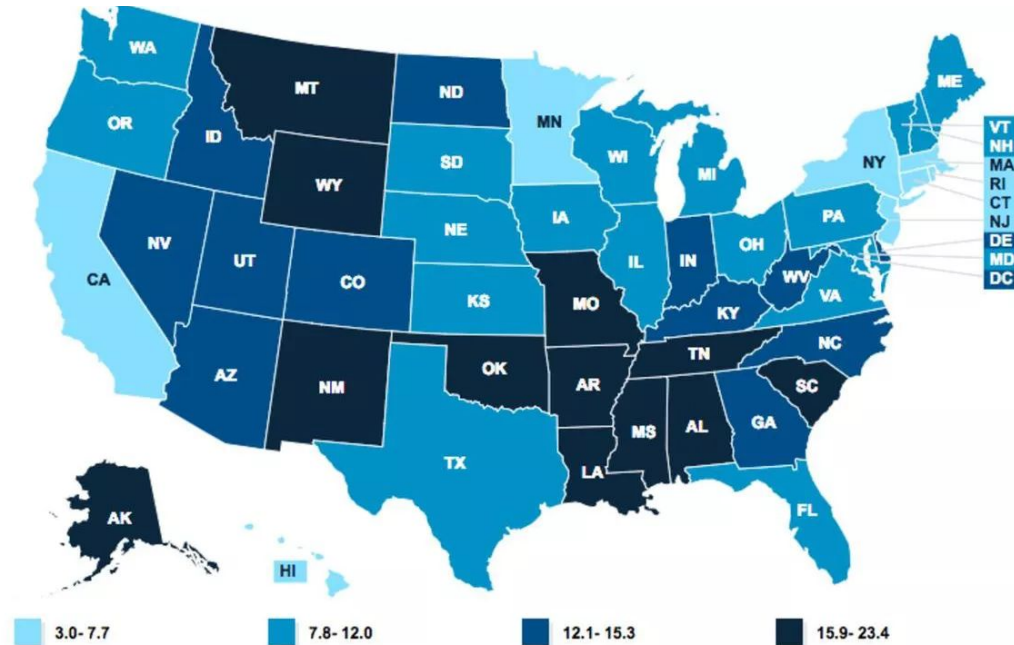 WA
ME
MT
ND
MN
VT
OR
ID
NH
WI
NY
MA
SD
MI
RI
WY
CT
IA
PA
NJ
NE
NV
OH
DE
UT
IL
IN
MD
CO
WV
DC
CA
KS
VA
MO
KY
NC
TN
OK
AZ
NM
AR
SC
GA
MS
AL
TX
LA
FL
AK
HI
3.0- 7.7
7.8- 12.0
12.1- 15.3
15.9- 23.4